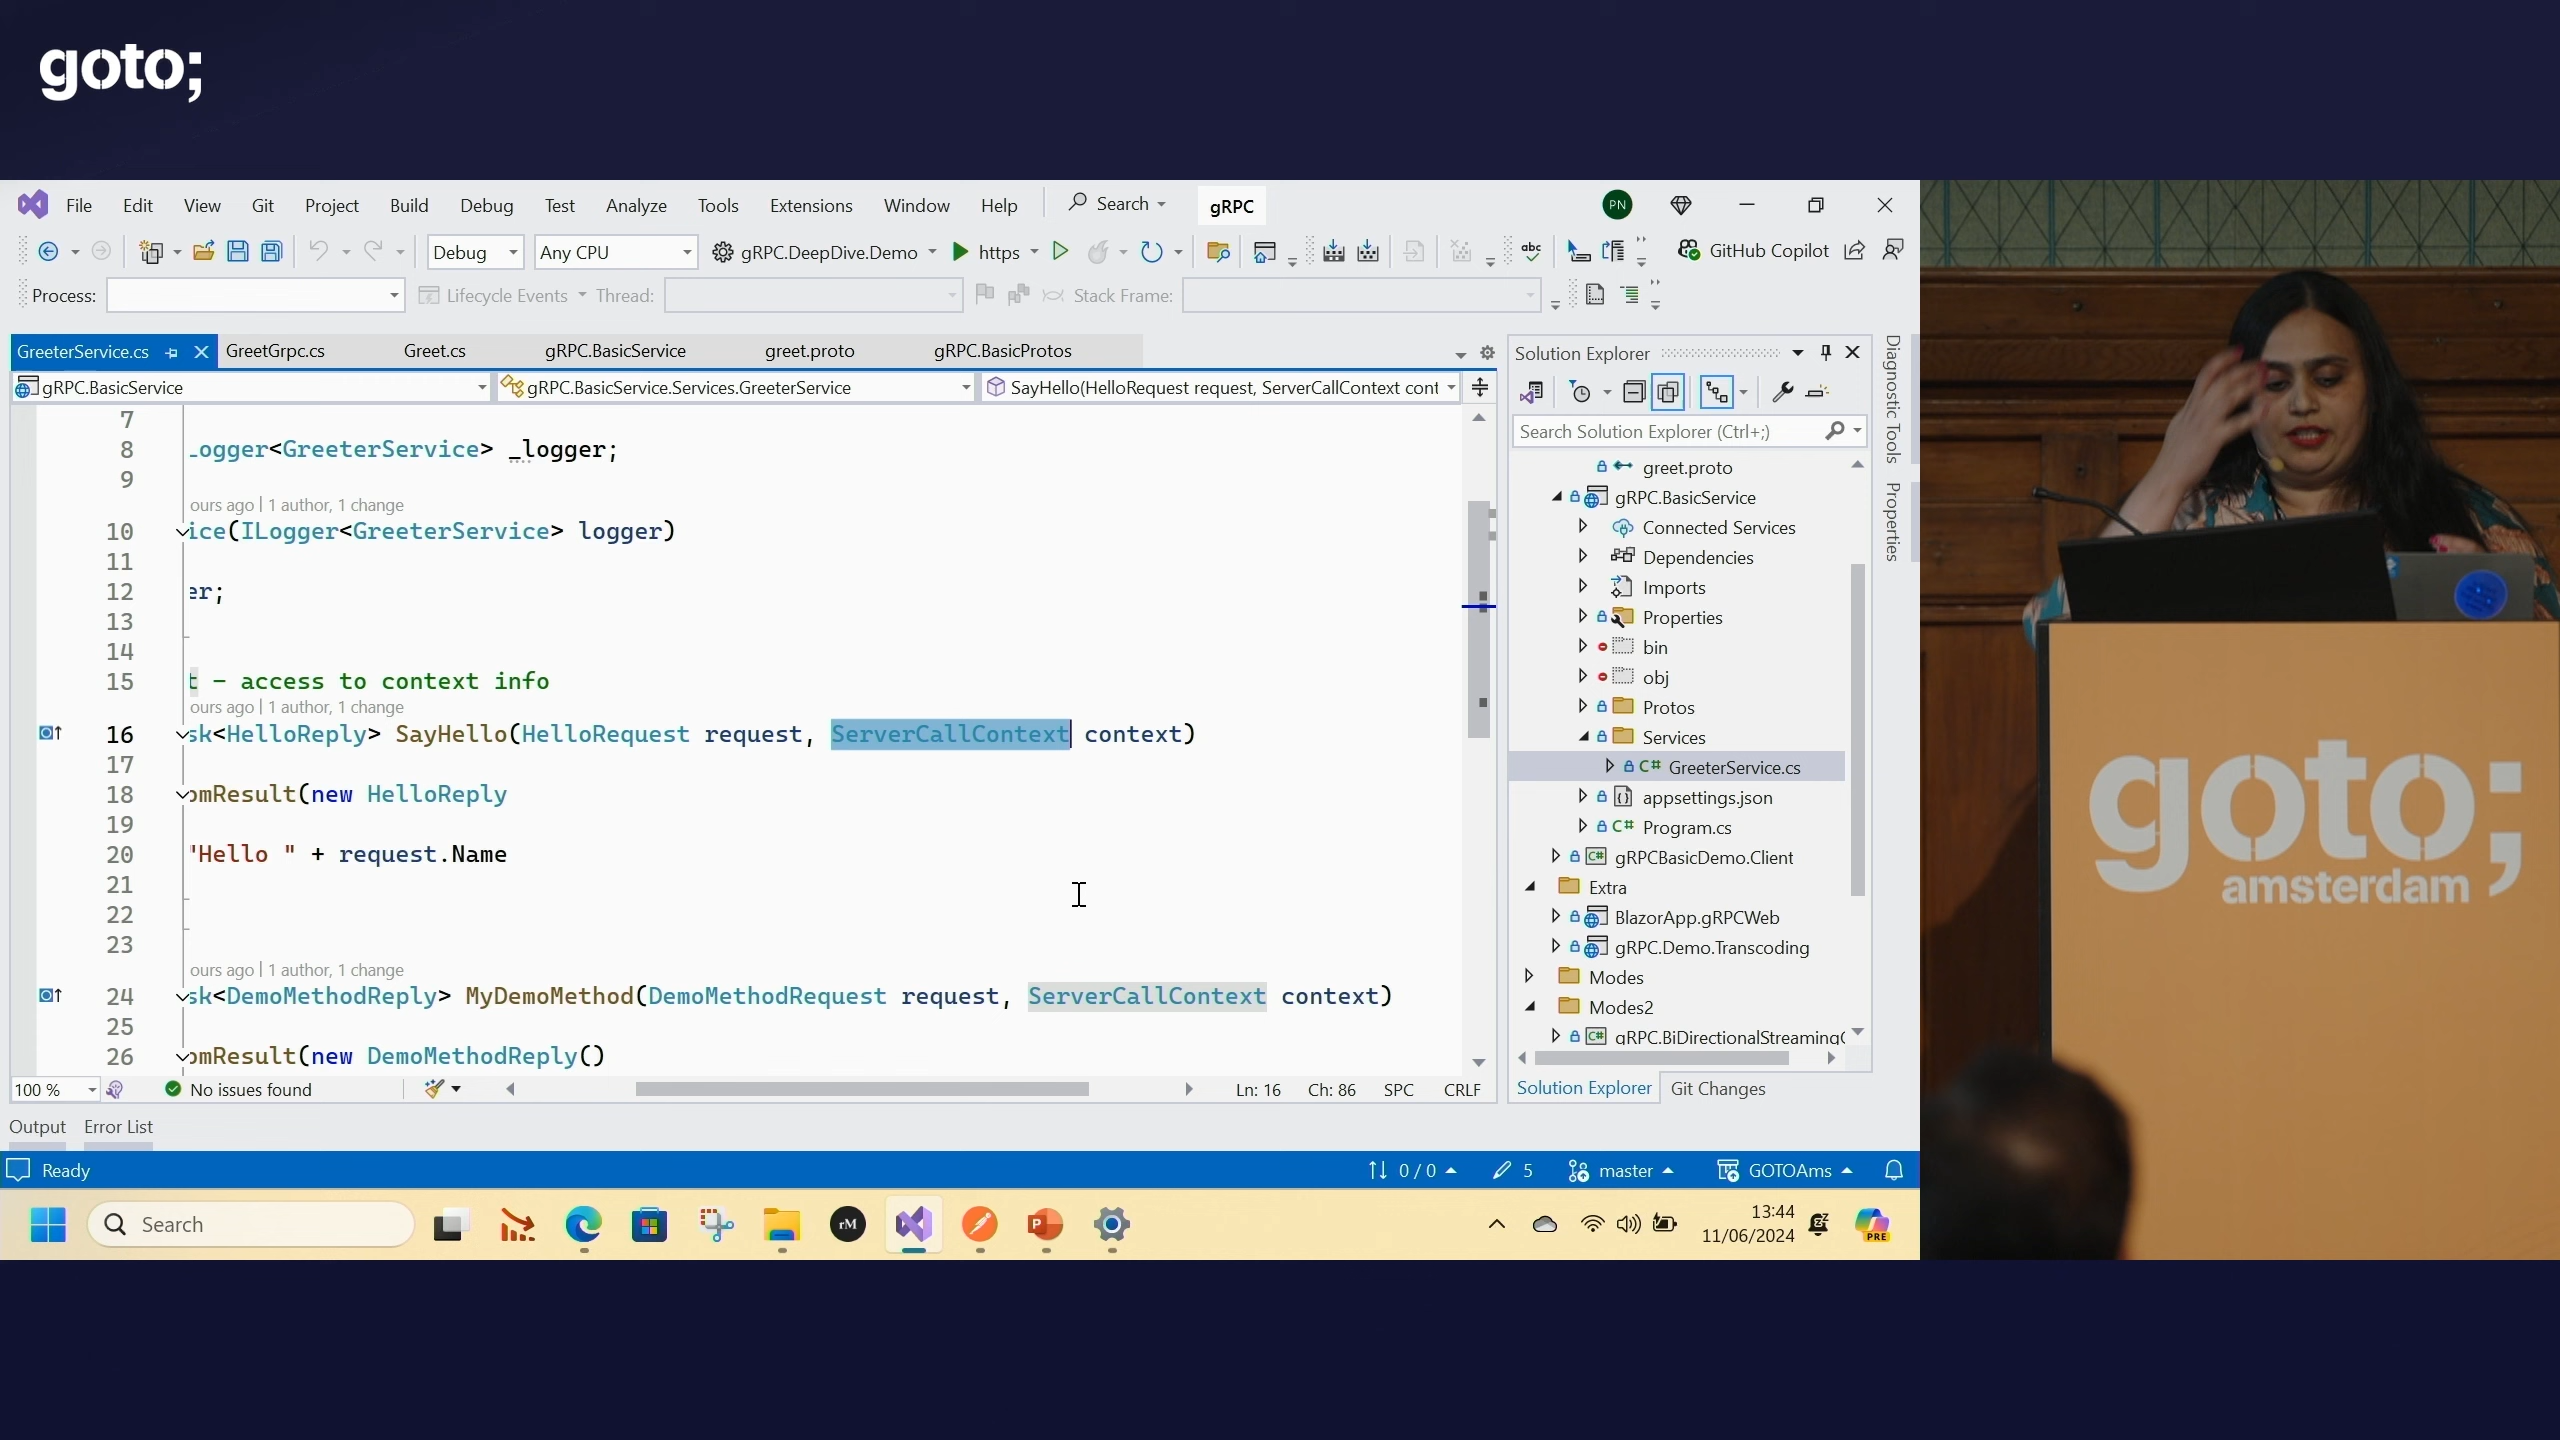 goto;
File Edit View Git Project Build Debug Test Analyze Tools Extensions Window Help Search gRPC PN
Debug Any CPU gRPC.DeepDive.Demo https abc GitHub Copilot
Process: Lifecycle Events Thread: Stack Frame:
GreeterService.cs GreetGrpc.cs Greet.cs gRPC.BasicService greet.proto gRPC.BasicProtos
gRPC.BasicService gRPC.BasicService.Services.GreeterService SayHello(HelloRequest request, ServerCallContext cont
7
8 .ogger<GreeterService> _logger;
9
ours ago | 1 author, 1 change
10 ice(ILogger<GreeterService> logger)
11
12 er;
13
14
15 t - access to context info
ours ago | 1 author, 1 change
16 sk<HelloReply> SayHello(HelloRequest request, ServerCallContext context)
17
18 omResult(new HelloReply
19
20 "Hello " + request.Name
21
22
23
ours ago | 1 author, 1 change
24 sk<DemoMethodReply> MyDemoMethod(DemoMethodRequest request, ServerCallContext context)
25
26 omResult(new DemoMethodReply()
100 % No issues found Ln: 16 Ch: 86 SPC CRLF
Solution Explorer
Search Solution Explorer (Ctrl+;)
greet.proto
gRPC.BasicService
Connected Services
Dependencies
Imports
Properties
bin
obj
Protos
Services
C# GreeterService.cs
appsettings.json
C# Program.cs
C# gRPCBasicDemo.Client
Extra
BlazorApp.gRPCWeb
gRPC.Demo.Transcoding
Modes
Modes2
C# gRPC.BiDirectionalStreaming
Solution Explorer Git Changes
Diagnostic Tools
Properties
Output Error List
Ready 0 / 0 5 master GOTOAms
Search rM P 13:44
11/06/2024
PRE
goto;
amsterdam